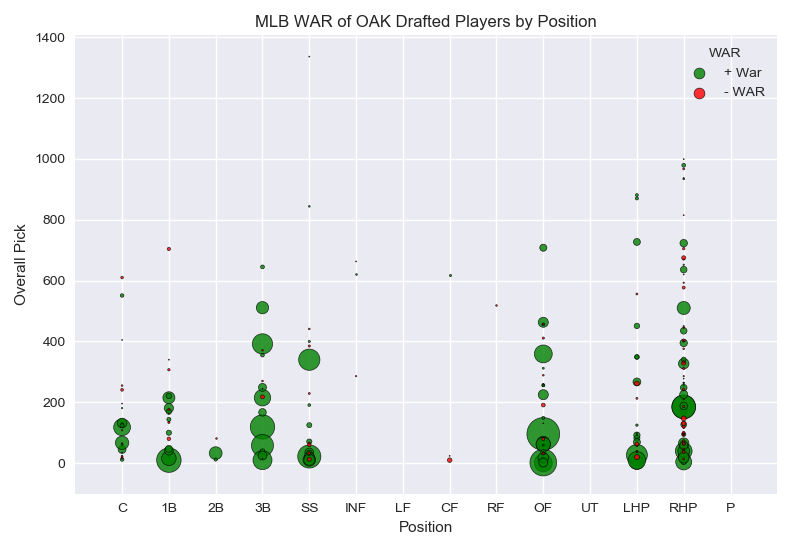 MLB WAR of OAK Drafted Players by Position
1400
1200
1000
800
600
400
200
0
Overall Pick
WAR
+ War
- WAR
C 1B 2B 3B SS INF LF CF RF OF UT LHP RHP P
Position